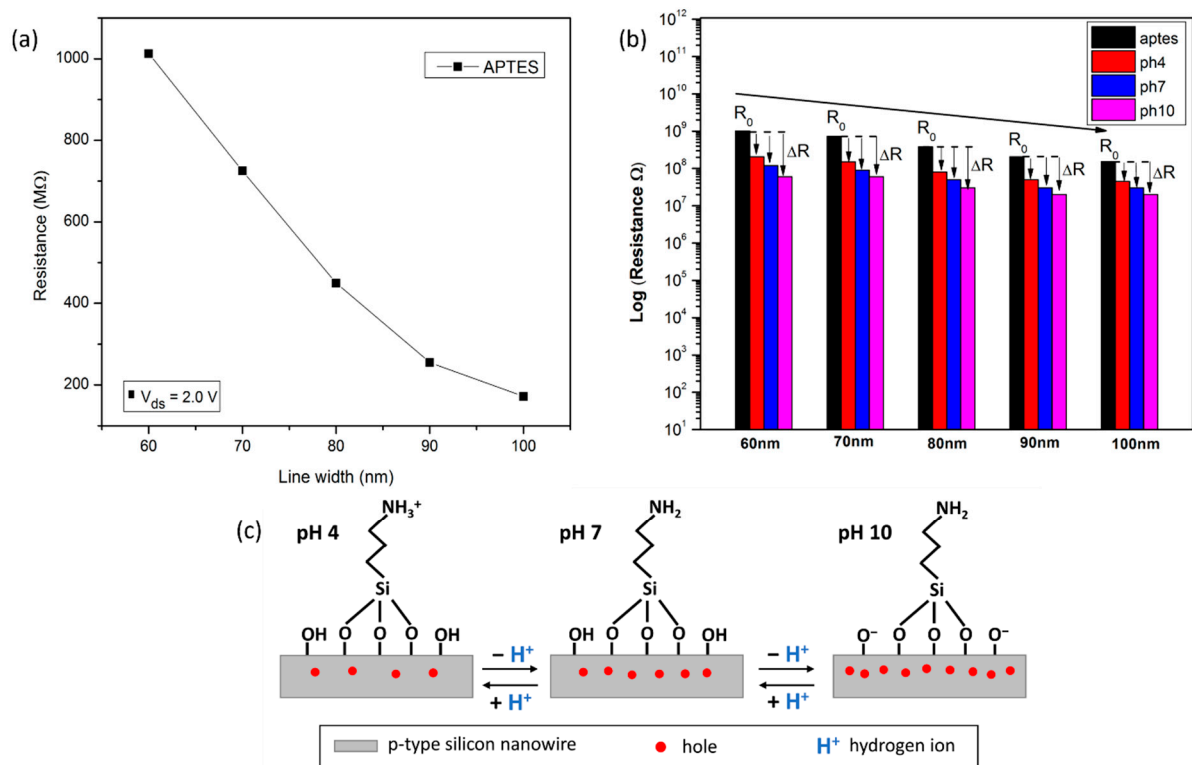 (a)
1000
800
600
400
200
Resistance (MΩ)
APTES
V_ds = 2.0 V
60 70 80 90 100
Line width (nm)
(b)
10^12
10^11
10^10
10^9
10^8
10^7
10^6
10^5
10^4
10^3
10^2
10^1
Log (Resistance Ω)
aptes
ph4
ph7
ph10
R_0 ΔR
R_0 ΔR
R_0 ΔR
R_0 ΔR
R_0 ΔR
60nm 70nm 80nm 90nm 100nm
(c)
pH 4
NH_3^+
Si
OH O O O OH
− H^+
+ H^+
pH 7
NH_2
Si
OH O O O OH
− H^+
+ H^+
pH 10
NH_2
Si
O^− O O O O^−
p-type silicon nanowire
hole
H^+ hydrogen ion